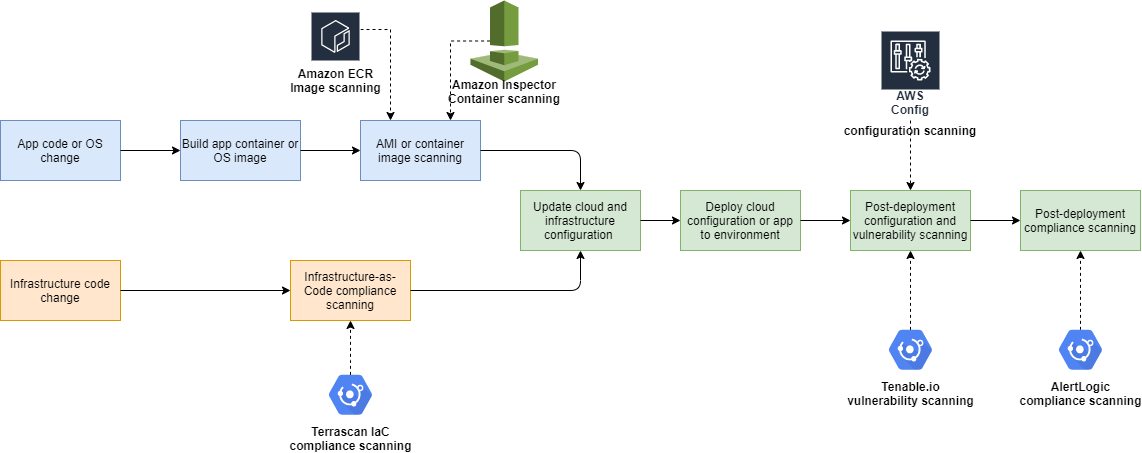 Amazon ECR
Image scanning
Amazon Inspector
Container scanning
AWS
Config
configuration scanning
App code or OS
change
Build app container or
OS image
AMI or container
image scanning
Update cloud and
infrastructure
configuration
Deploy cloud
configuration or app
to environment
Post-deployment
configuration and
vulnerability scanning
Post-deployment
compliance scanning
Infrastructure code
change
Infrastructure-as-
Code compliance
scanning
Terrascan IaC
compliance scanning
Tenable.io
vulnerability scanning
AlertLogic
compliance scanning